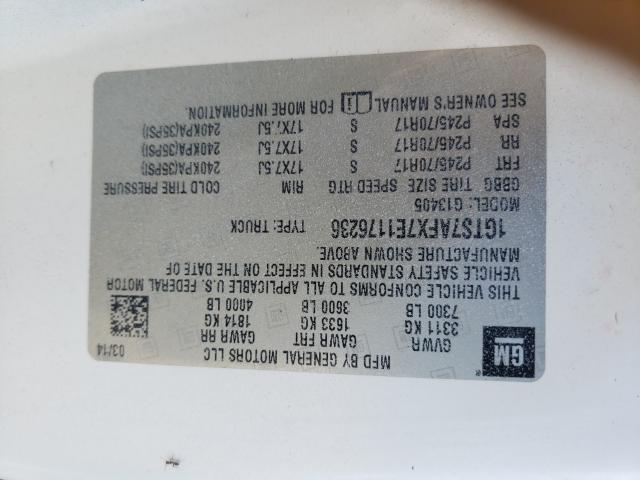 MFD BY GENERAL MOTORS LLC 03/14
GM
GVWR GAWR FRT GAWR RR
3311 KG 1633 KG 1814 KG
7300 LB 3600 LB 4000 LB
THIS VEHICLE CONFORMS TO ALL APPLICABLE U.S. FEDERAL MOTOR
VEHICLE SAFETY STANDARDS IN EFFECT ON THE DATE OF
MANUFACTURE SHOWN ABOVE.
1GTS7AFX7E1176236 TYPE: TRUCK
MODEL: G13405
GBBG TIRE SIZE SPEED RTG RIM COLD TIRE PRESSURE
FRT P245/70R17 S 17X7.5J 240KPA(35PSI)
RR P245/70R17 S 17X7.5J 240KPA(35PSI)
SPA P245/70R17 S 17X7.5J 240KPA(35PSI)
SEE OWNER'S MANUAL FOR MORE INFORMATION.